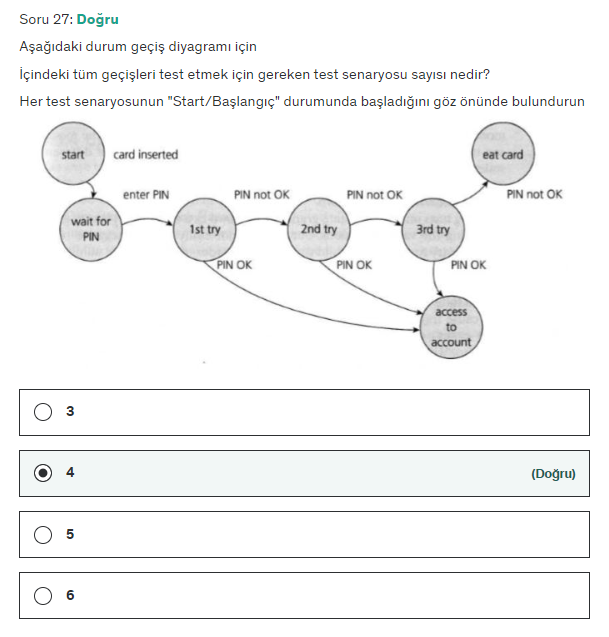 Soru 27: Doğru
Aşağıdaki durum geçiş diyagramı için
İçindeki tüm geçişleri test etmek için gereken test senaryosu sayısı nedir?
Her test senaryosunun "Start/Başlangıç" durumunda başladığını göz önünde bulundurun
start
card inserted
eat card
enter PIN
PIN not OK
PIN not OK
PIN not OK
wait for
PIN
1st try
2nd try
3rd try
PIN OK
PIN OK
PIN OK
access
to
account
3
4
(Doğru)
5
6